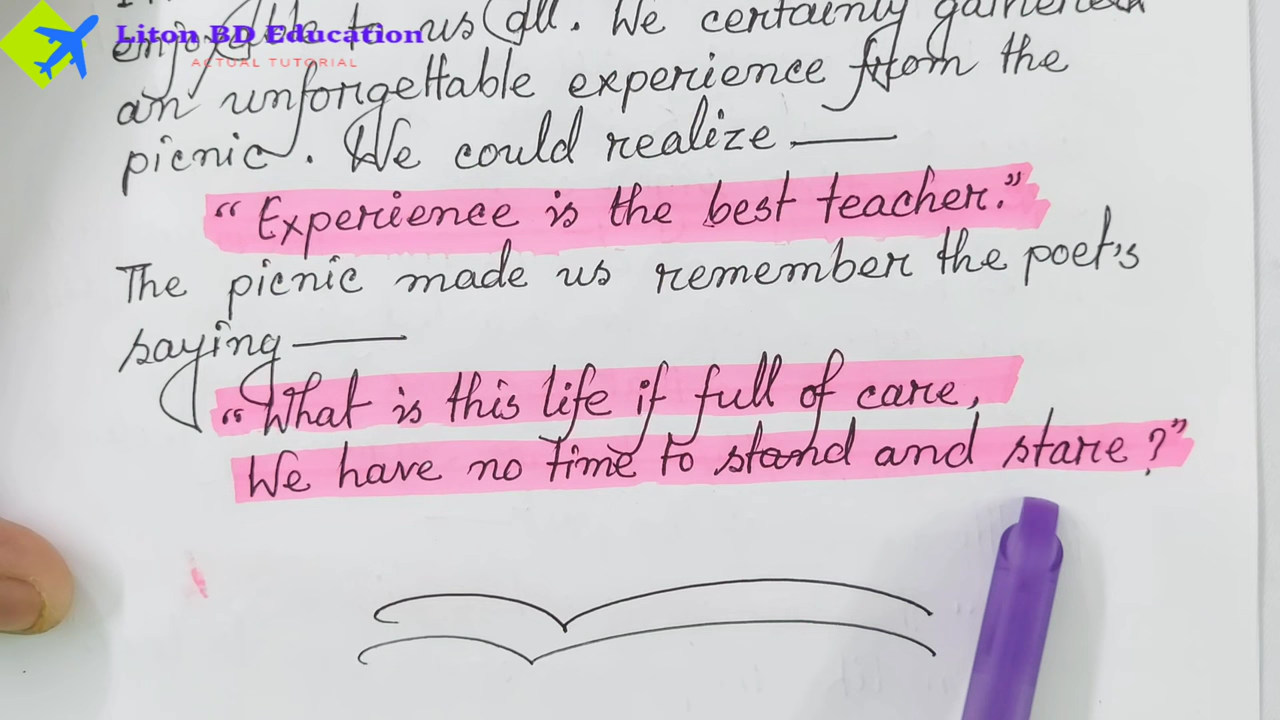 Liton BD Education
ACTUAL TUTORIAL
to us all. We certainly gathered
an unforgettable experience from the
picnic. We could realize —
"Experience is the best teacher."
The picnic made us remember the poet's
saying —
"What is this life if full of care,
We have no time to stand and stare?"